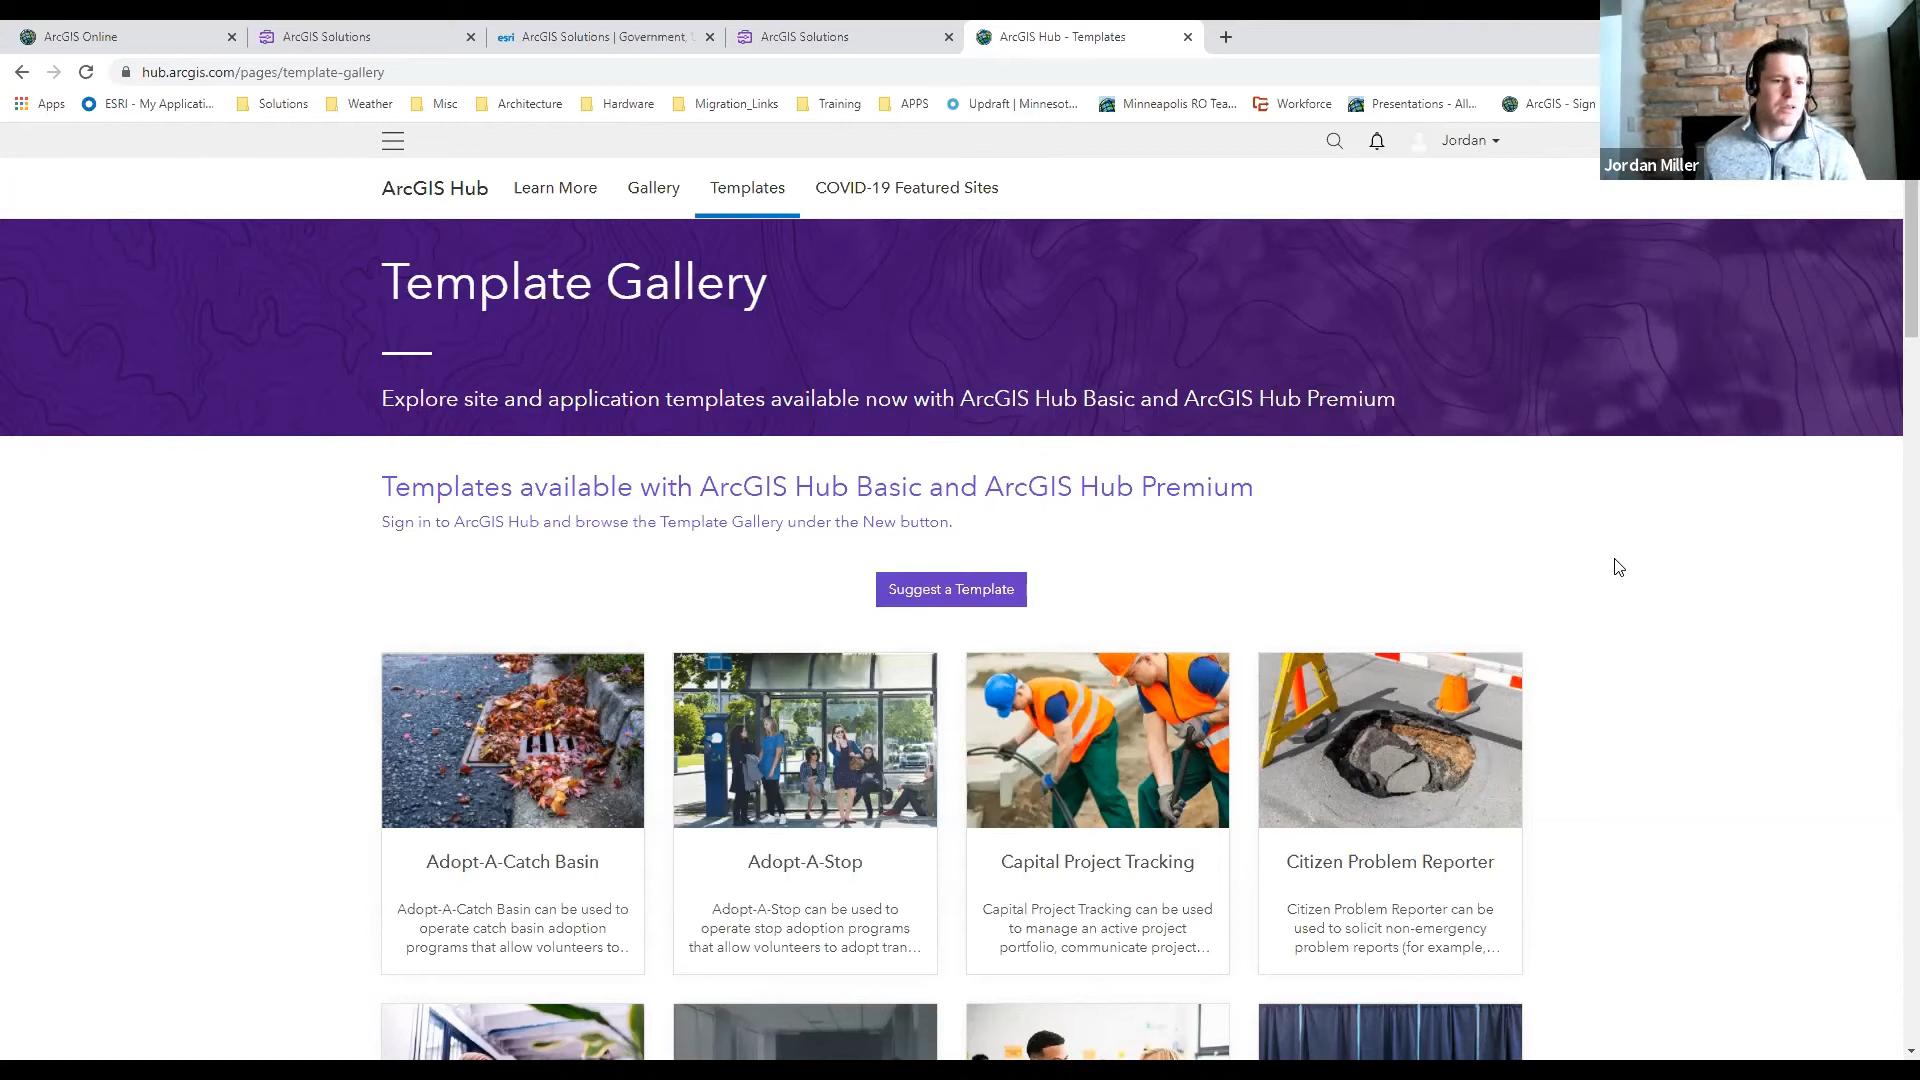 ArcGIS Online
ArcGIS Solutions
esri ArcGIS Solutions | Government,
ArcGIS Solutions
ArcGIS Hub - Templates
hub.arcgis.com/pages/template-gallery
Apps
ESRI - My Applicati...
Solutions
Weather
Misc
Architecture
Hardware
Migration_Links
Training
APPS
Updraft | Minnesot...
Minneapolis RO Tea...
Workforce
Presentations - All...
ArcGIS - Sign
Jordan
Jordan Miller
ArcGIS Hub
Learn More
Gallery
Templates
COVID-19 Featured Sites
Template Gallery
Explore site and application templates available now with ArcGIS Hub Basic and ArcGIS Hub Premium
Templates available with ArcGIS Hub Basic and ArcGIS Hub Premium
Sign in to ArcGIS Hub and browse the Template Gallery under the New button.
Suggest a Template
Adopt-A-Catch Basin
Adopt-A-Catch Basin can be used to
operate catch basin adoption
programs that allow volunteers to..
Adopt-A-Stop
Adopt-A-Stop can be used to
operate stop adoption programs
that allow volunteers to adopt tran...
Capital Project Tracking
Capital Project Tracking can be used
to manage an active project
portfolio, communicate project...
Citizen Problem Reporter
Citizen Problem Reporter can be
used to solicit non-emergency
problem reports (for example,...